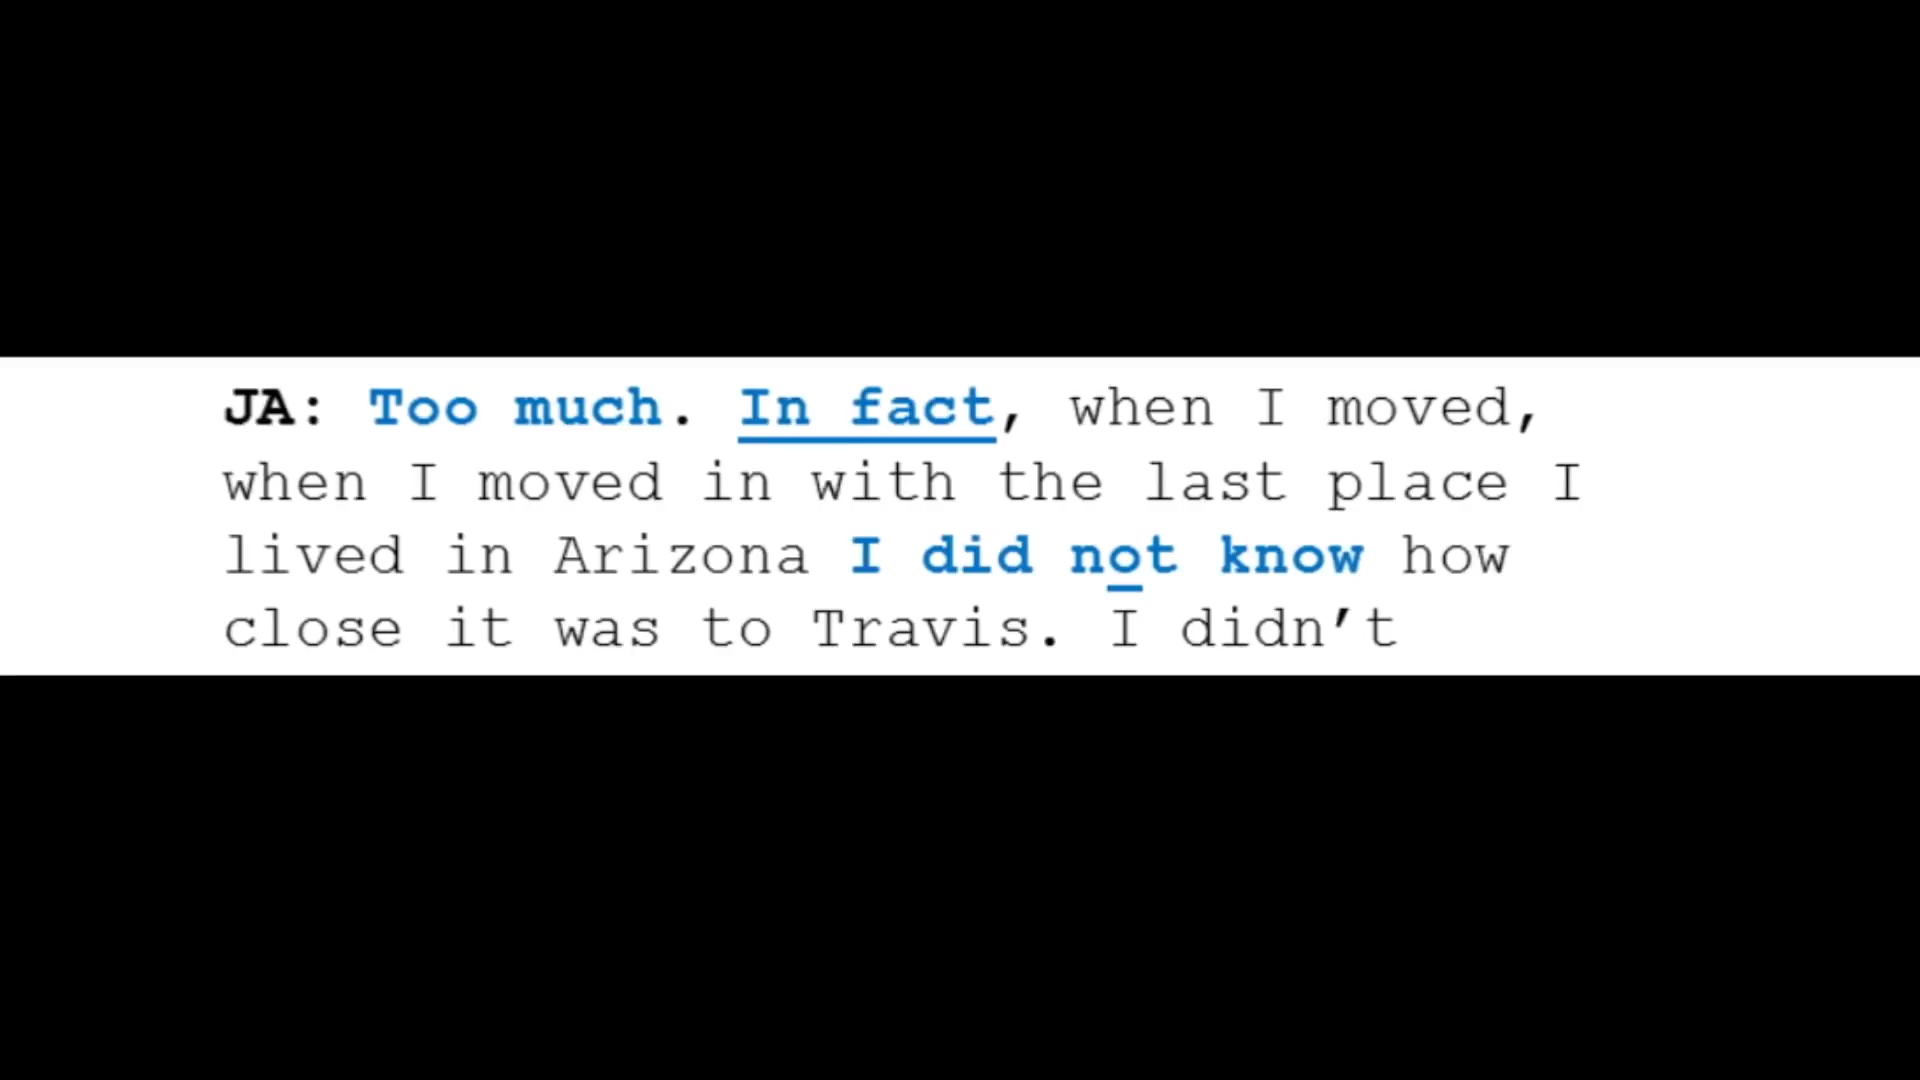 JA: Too much. In fact, when I moved,
when I moved in with the last place I
lived in Arizona I did not know how
close it was to Travis. I didn’t